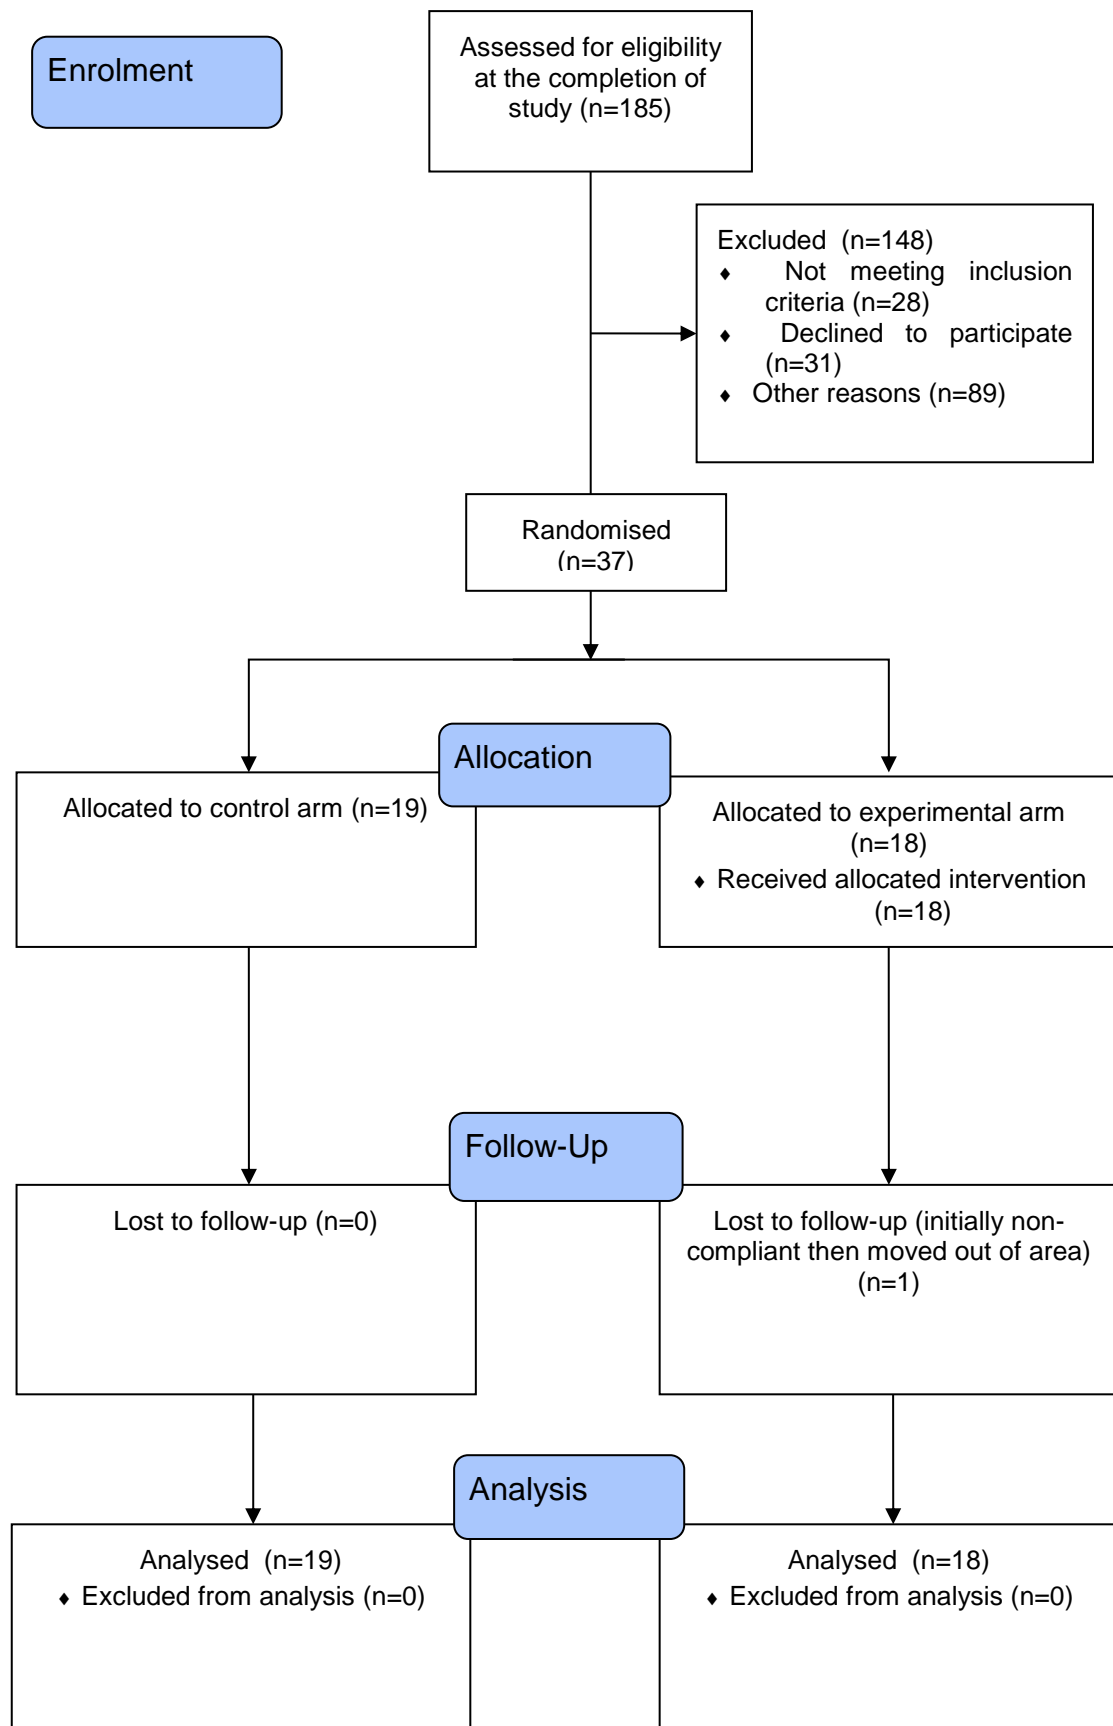 Enrolment
Assessed for eligibility
at the completion of
study (n=185)
Excluded (n=148)
♦ Not meeting inclusion
criteria (n=28)
♦ Declined to participate
(n=31)
♦ Other reasons (n=89)
Randomised
(n=37)
Allocation
Allocated to control arm (n=19)
Allocated to experimental arm
(n=18)
♦ Received allocated intervention
(n=18)
Follow-Up
Lost to follow-up (n=0)
Lost to follow-up (initially non-
compliant then moved out of area)
(n=1)
Analysis
Analysed (n=19)
♦ Excluded from analysis (n=0)
Analysed (n=18)
♦ Excluded from analysis (n=0)